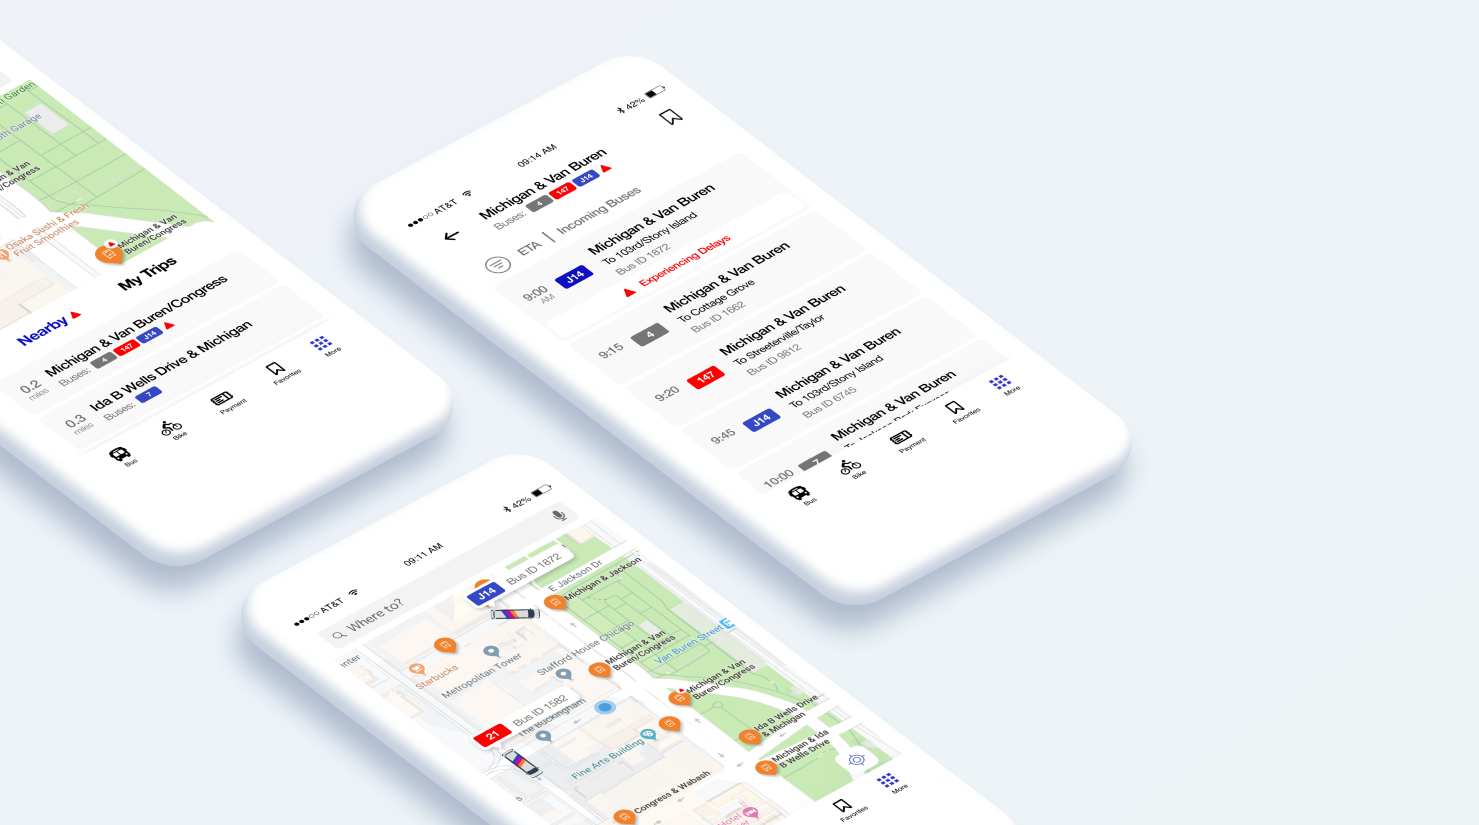 Garden
oth Garage
& Van
/Congress
Osaka Sushi & Fresh
Fruit Smoothies
Michigan & Van
Buren/Congress
My Trips
Nearby
0.2
miles
Michigan & Van Buren/Congress
Buses: 4 147 J14
0.3
miles
Ida B Wells Drive & Michigan
Buses: 7
Bus
Bike
Payment
Favorites
More
AT&T
09:14 AM
42%
Michigan & Van Buren
Buses: 4 147 J14
ETA | Incoming Buses
9:00
AM
J14
Michigan & Van Buren
To 103rd/Stony Island
Bus ID 1872
Experiencing Delays
9:15
4
Michigan & Van Buren
To Cottage Grove
Bus ID 1662
9:20
147
Michigan & Van Buren
To Streeterville/Taylor
Bus ID 9812
9:45
J14
Michigan & Van Buren
To 103rd/Stony Island
Bus ID 6745
10:00
7
Michigan & Van Buren
Bus
Bike
Payment
Favorites
More
AT&T
09:11 AM
42%
Where to?
J14
Bus ID 1872
E Jackson Dr
Michigan & Jackson
nter
Starbucks
Metropolitan Tower
Stafford House Chicago
Michigan & Van
Buren/Congress
Van Buren Street
Michigan & Van
Buren/Congress
21
Bus ID 1582
The Buckingham
Ida B Wells Drive
& Michigan
Fine Arts Building
Michigan & Ida
B Wells Drive
Congress & Wabash
Hotel
Favorites
More